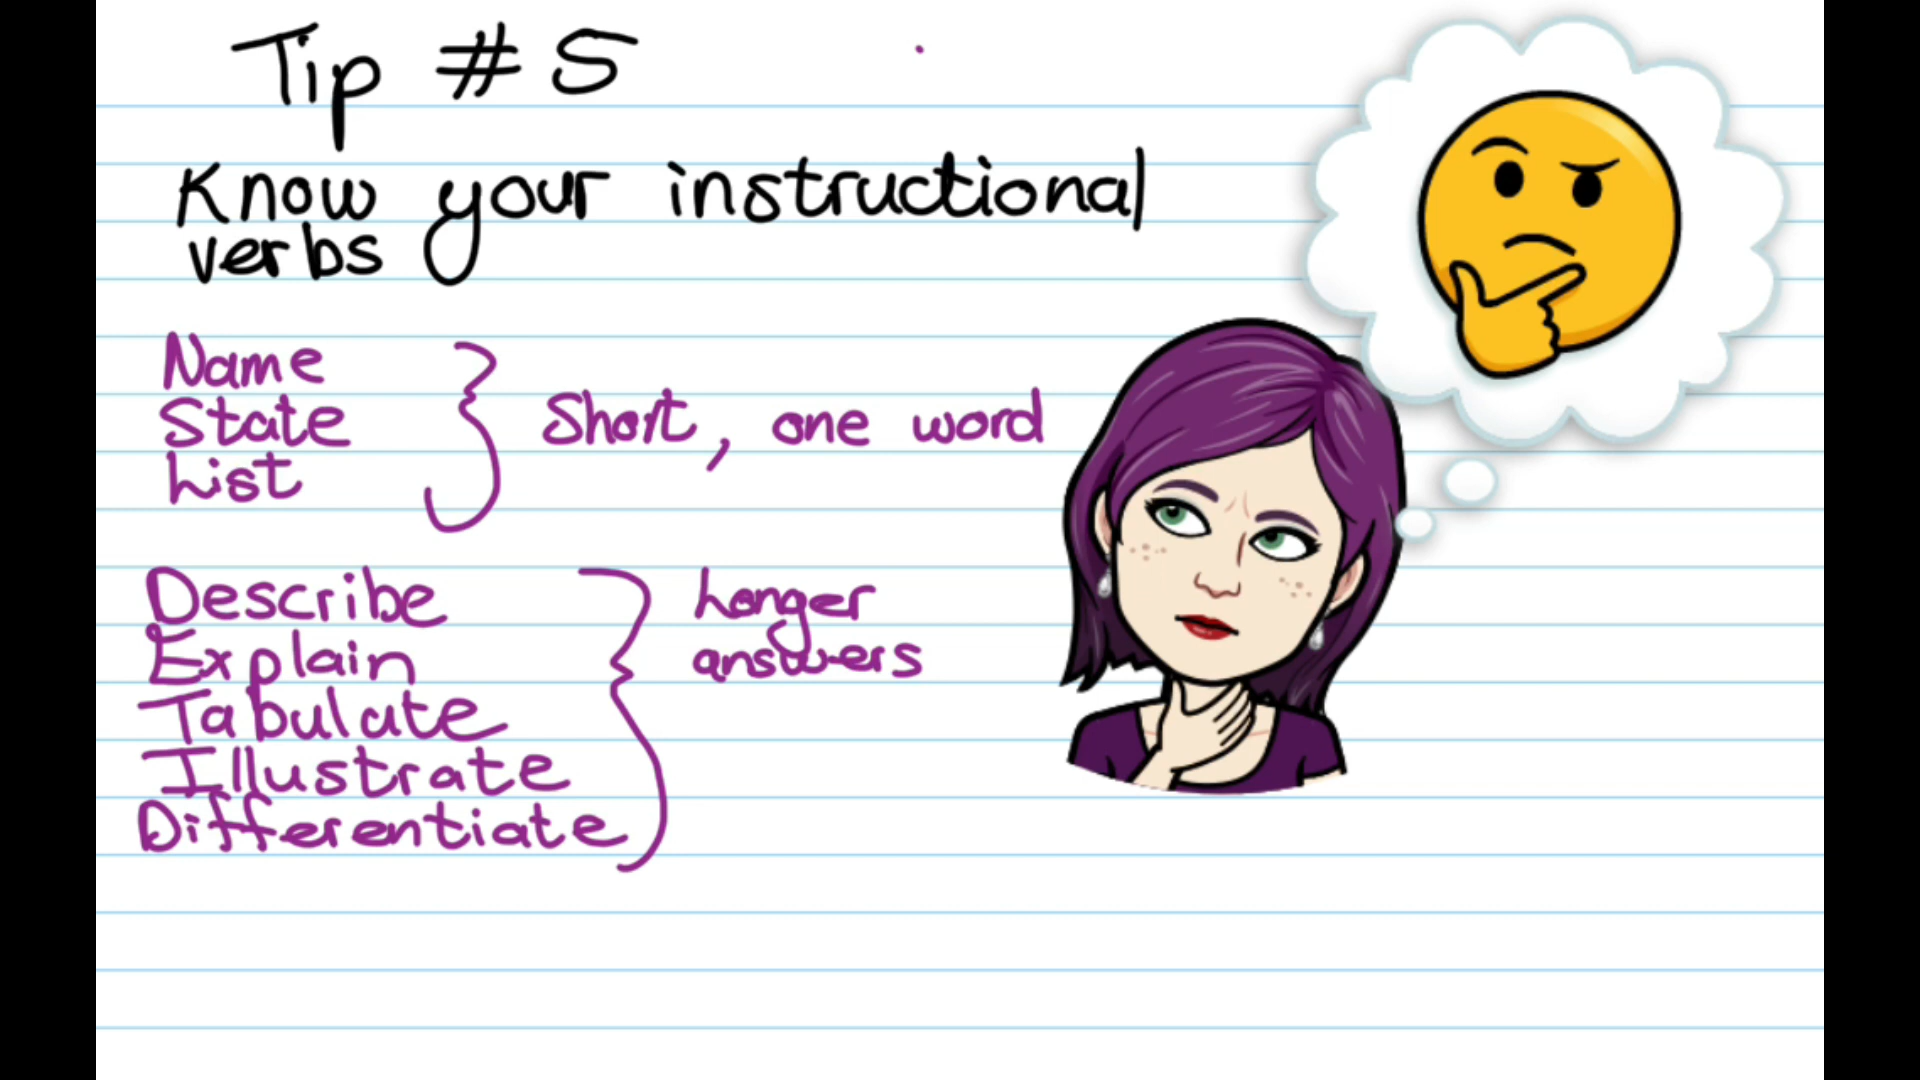 Tip #5
Know your instructional
verbs
Name
State
List
Short, one word
Describe
Explain
Tabulate
Illustrate
Differentiate
Longer
answers